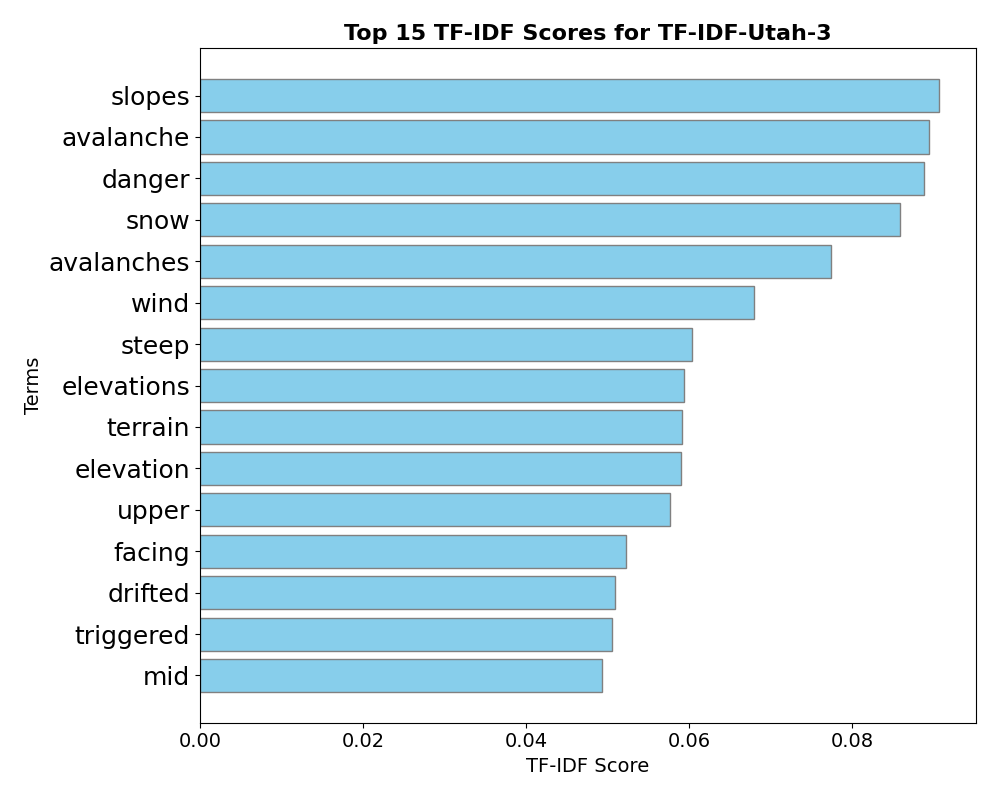 Top 15 TF-IDF Scores for TF-IDF-Utah-3
slopes
avalanche
danger
snow
avalanches
wind
steep
elevations
terrain
elevation
upper
facing
drifted
triggered
mid
Terms
0.00 0.02 0.04 0.06 0.08
TF-IDF Score